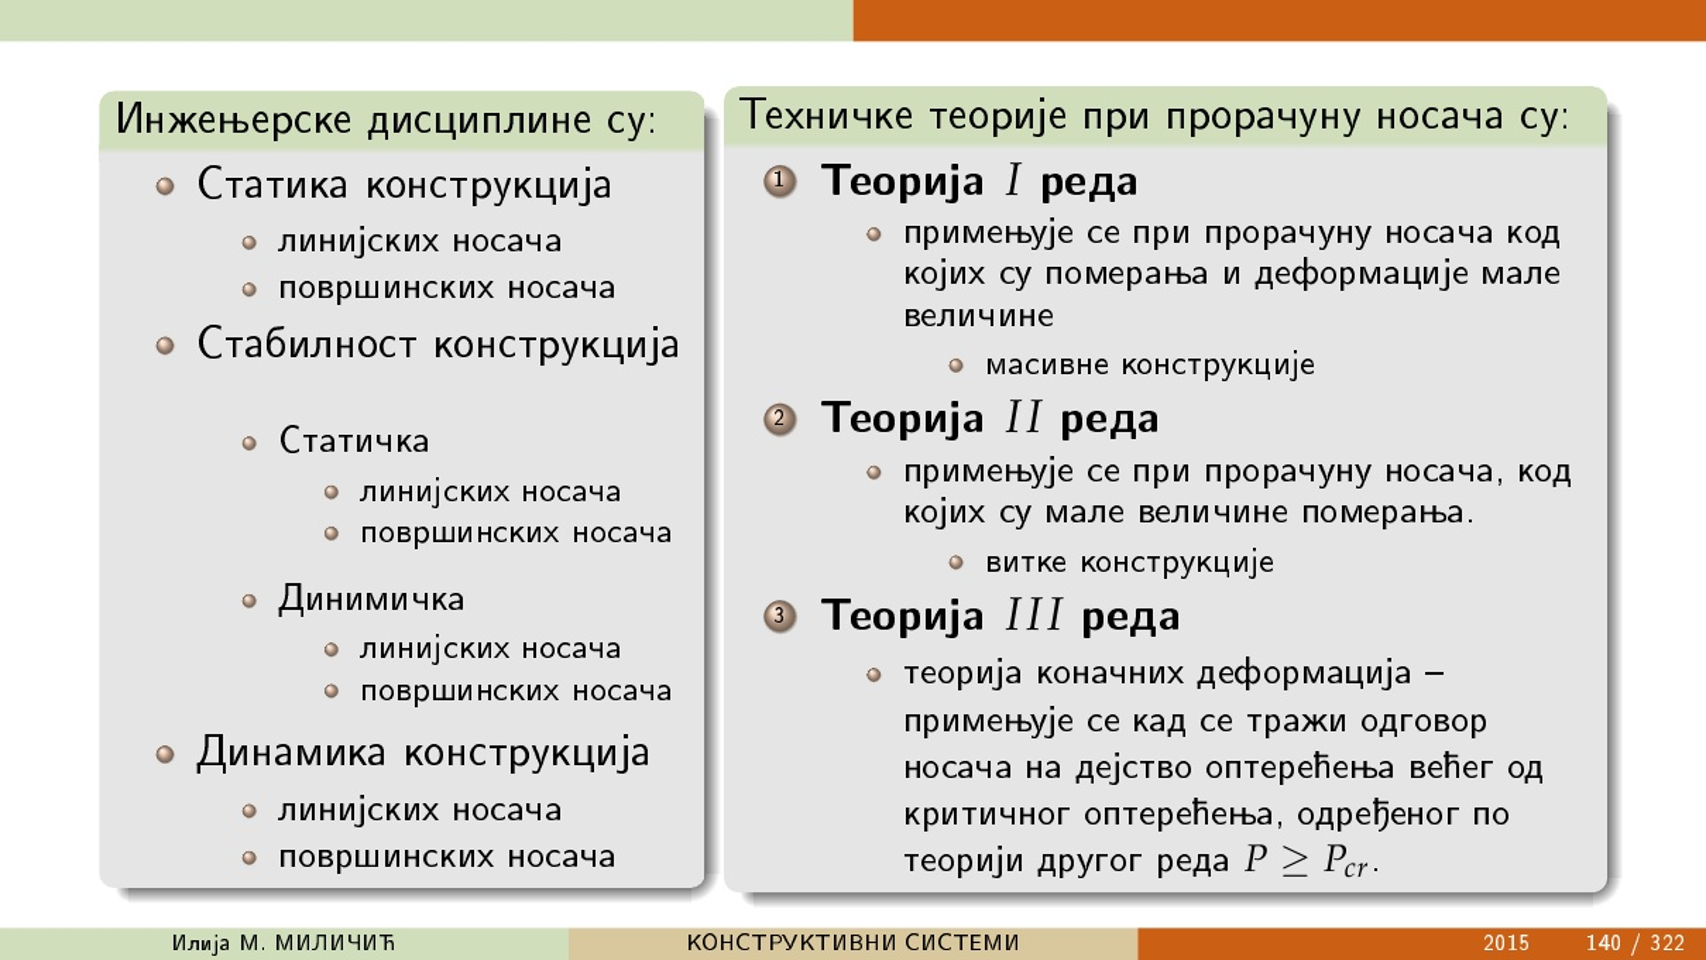 Инжењерске дисциплине су:
Статика конструкција
линијских носача
површинских носача
Стабилност конструкција
Статичка
линијских носача
површинских носача
Динимичка
линијских носача
површинских носача
Динамика конструкција
линијских носача
површинских носача
Техничке теорије при прорачуну носача су:
1 Теорија I реда
примењује се при прорачуну носача код
којих су померања и деформације мале
величине
масивне конструкције
2 Теорија II реда
примењује се при прорачуну носача, код
којих су мале величине померања.
витке конструкције
3 Теорија III реда
теорија коначних деформација –
примењује се кад се тражи одговор
носача на дејство оптерећења већег од
критичног оптерећења, одређеног по
теорији другог реда P ≥ Pcr.
Илија М. МИЛИЧИЋ КОНСТРУКТИВНИ СИСТЕМИ 2015 140 / 322